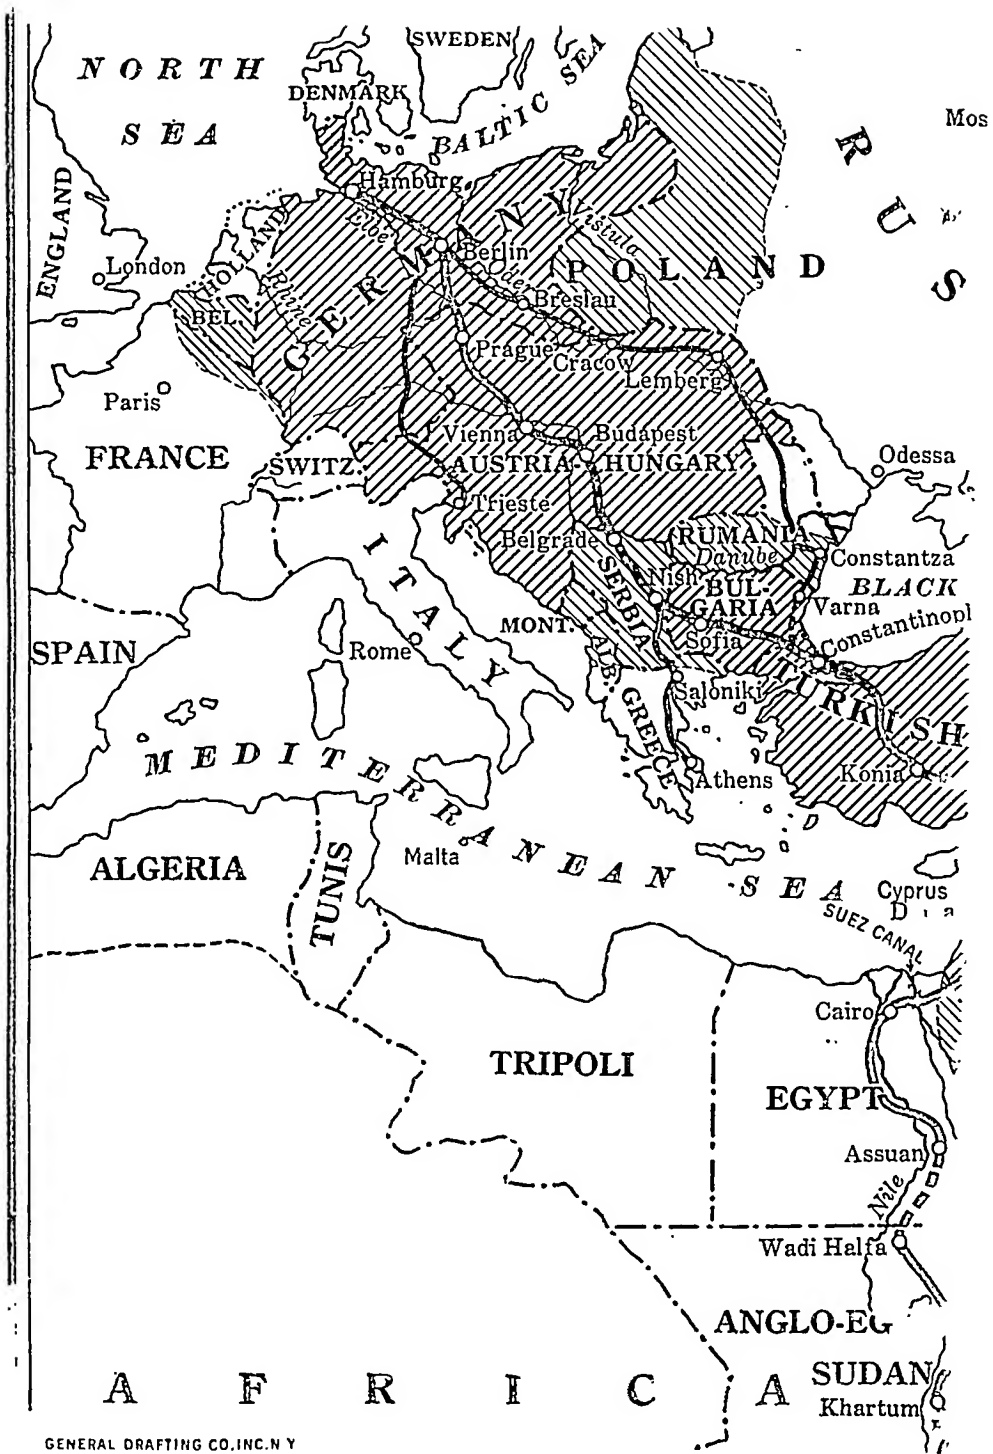 SWEDEN
NORTH
SEA
DENMARK
BALTIC SEA
Mos
RUS
S
Hamburg
Elbe
ENGLAND
London
HOLLAND
BEL.
Rhine
GERMANY
Berlin
Oder
Vistula
POLAND
Breslau
Prague
Cracow
Lemberg
Paris
FRANCE
SWITZ.
Vienna
Budapest
AUSTRIA-HUNGARY
Odessa
Trieste
Belgrade
RUMANIA
Danube
Constantza
ITALY
SERBIA
Nish
BUL-
GARIA
BLACK
Varna
Constantinopl
SPAIN
Rome
MONT.
Sofia
ALB.
Saloniki
TURKISH
GREECE
Konia
Athens
MEDITERRANEAN SEA
ALGERIA
TUNIS
Malta
Cyprus
SUEZ CANAL
Cairo
TRIPOLI
EGYPT
Assuan
Nile
Wadi Halfa
ANGLO-EG
SUDAN
Khartum
AFRICA
GENERAL DRAFTING CO.INC.N Y